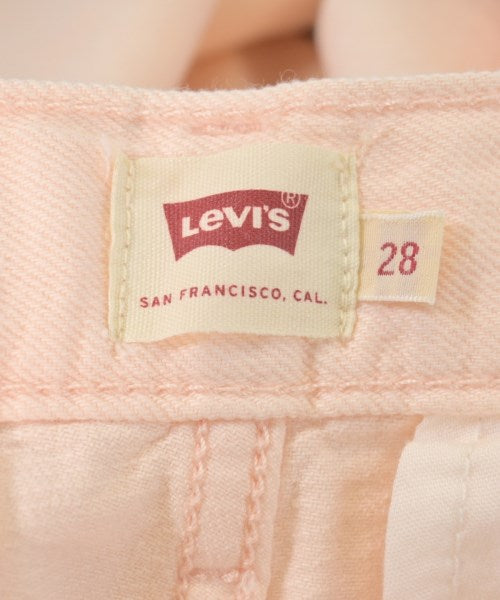 LEVI'S®
28
SAN FRANCISCO, CAL.